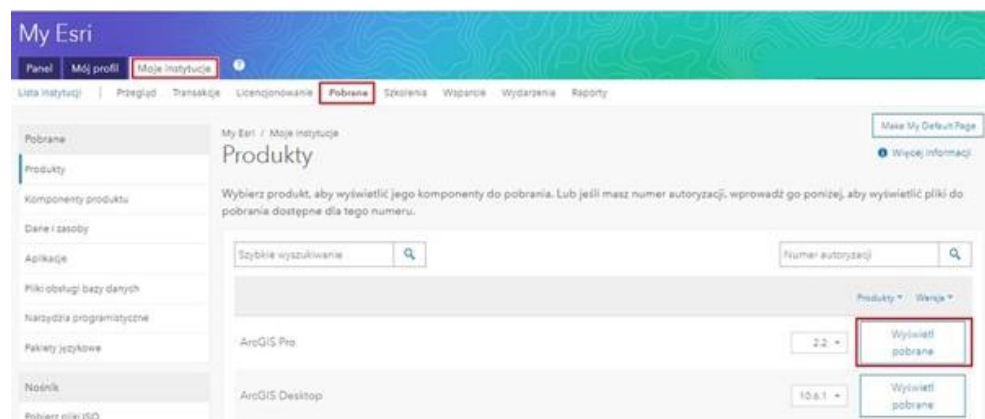 My Esri
Panel Mój profil Moje instytucje ?
Lista instytucji | Przegląd Transakcje Licencjonowanie Pobrane Szkolenia Wsparcie Wydarzenia Raporty
Make My Default Page
Więcej informacji
Pobrane
Produkty
Komponenty produktu
Dane i zasoby
Aplikacje
Pliki obsługi bazy danych
Narzędzia programistyczne
Pakiety językowe
Nośnik
Pobierz pliki ISO
My Esri / Moje instytucje
Produkty
Wybierz produkt, aby wyświetlić jego komponenty do pobrania. Lub jeśli masz numer autoryzacji, wprowadź go poniżej, aby wyświetlić pliki do
pobrania dostępne dla tego numeru.
Szybkie wyszukiwanie
Numer autoryzacji
Produkty Wersja
ArcGIS Pro 2.2 Wyświetl
pobrane
ArcGIS Desktop 10.6.1 Wyświetl
pobrane